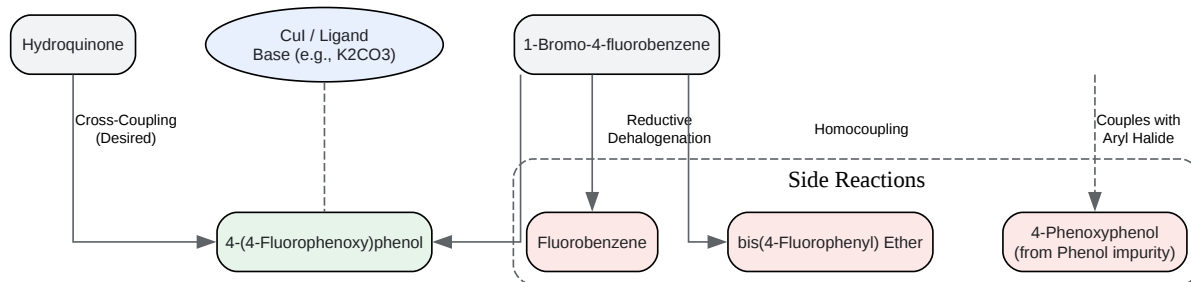 Hydroquinone
CuI / Ligand
Base (e.g., K2CO3)
1-Bromo-4-fluorobenzene
Cross-Coupling
(Desired)
Reductive
Dehalogenation
Homocoupling
Couples with
Aryl Halide
Side Reactions
4-(4-Fluorophenoxy)phenol
Fluorobenzene
bis(4-Fluorophenyl) Ether
4-Phenoxyphenol
(from Phenol impurity)